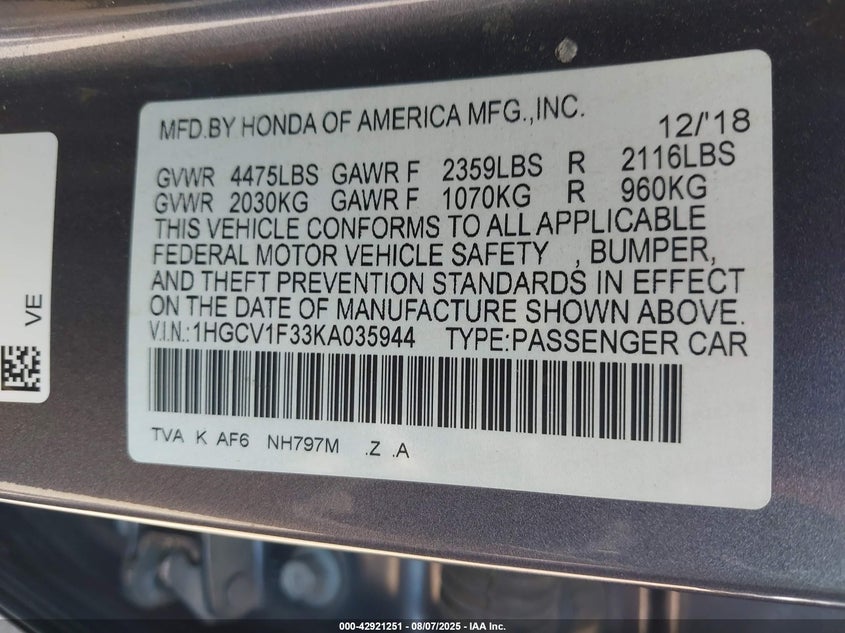 MFD.BY HONDA OF AMERICA MFG.,INC. 12/'18
GVWR 4475LBS GAWR F 2359LBS R 2116LBS
GVWR 2030KG GAWR F 1070KG R 960KG
THIS VEHICLE CONFORMS TO ALL APPLICABLE
FEDERAL MOTOR VEHICLE SAFETY , BUMPER,
AND THEFT PREVENTION STANDARDS IN EFFECT
ON THE DATE OF MANUFACTURE SHOWN ABOVE.
V.I.N.:1HGCV1F33KA035944 TYPE:PASSENGER CAR
TVA K AF6 NH797M .Z .A
VE
000-42921251 | 08/07/2025 | IAA Inc.